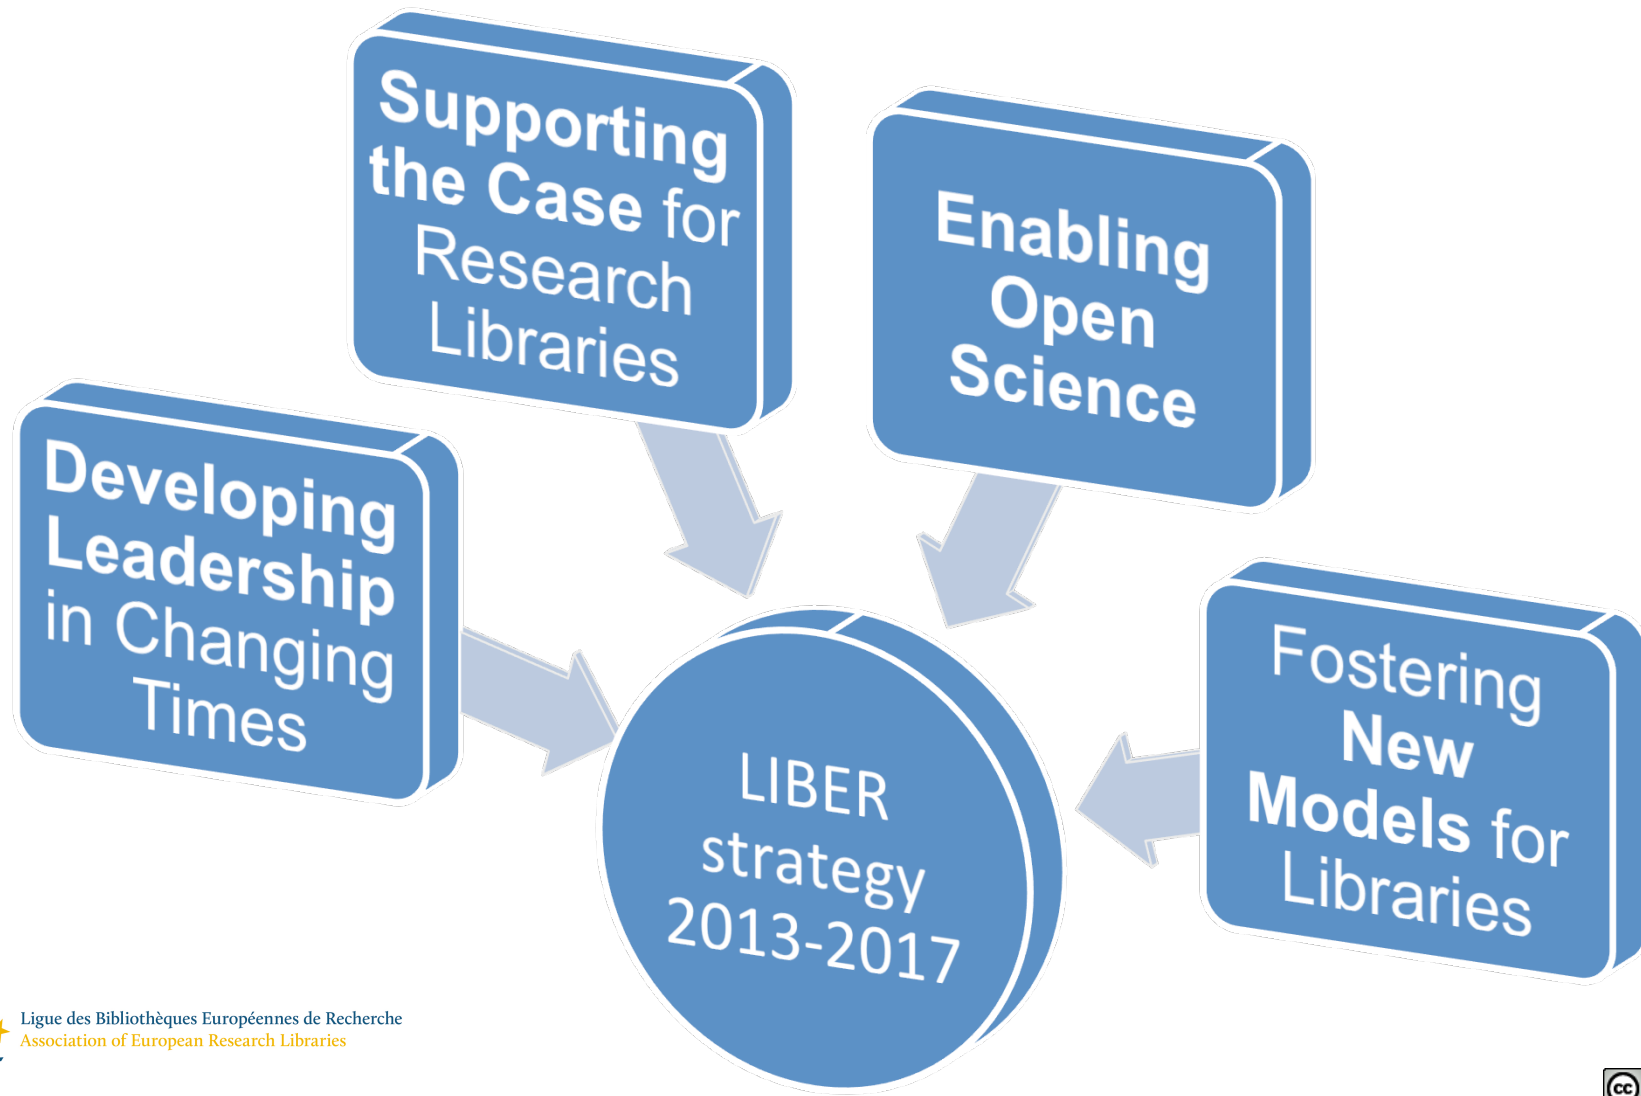 Supporting
the Case for
Research
Libraries
Enabling
Open
Science
Developing
Leadership
in Changing
Times
Fostering
New
Models for
Libraries
LIBER
strategy
2013-2017
Ligue des Bibliothèques Européennes de Recherche
Association of European Research Libraries
cc